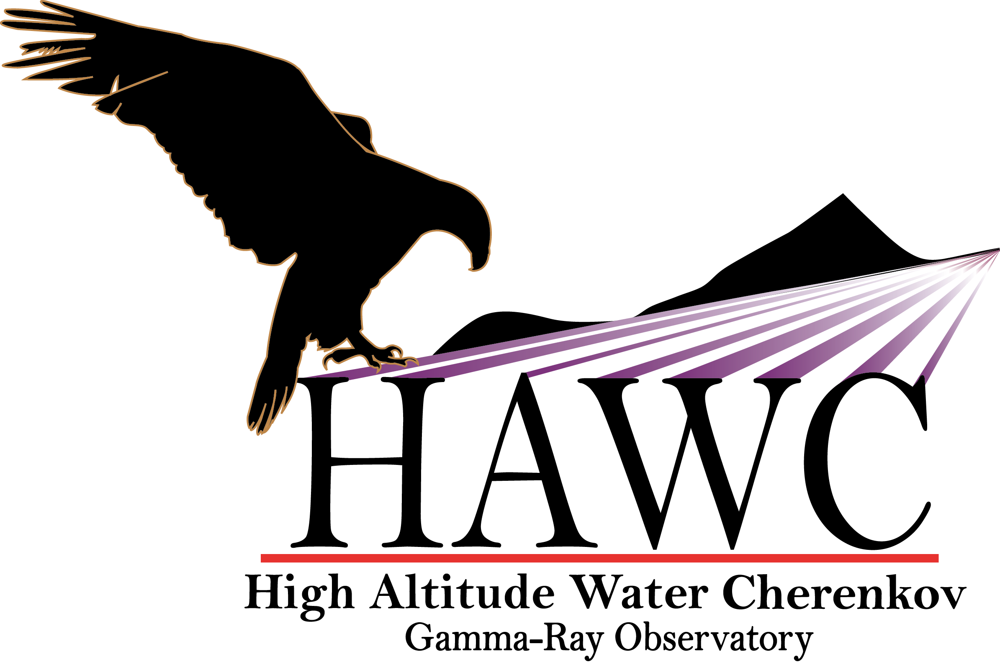 HAWC
High Altitude Water Cherenkov
Gamma-Ray Observatory